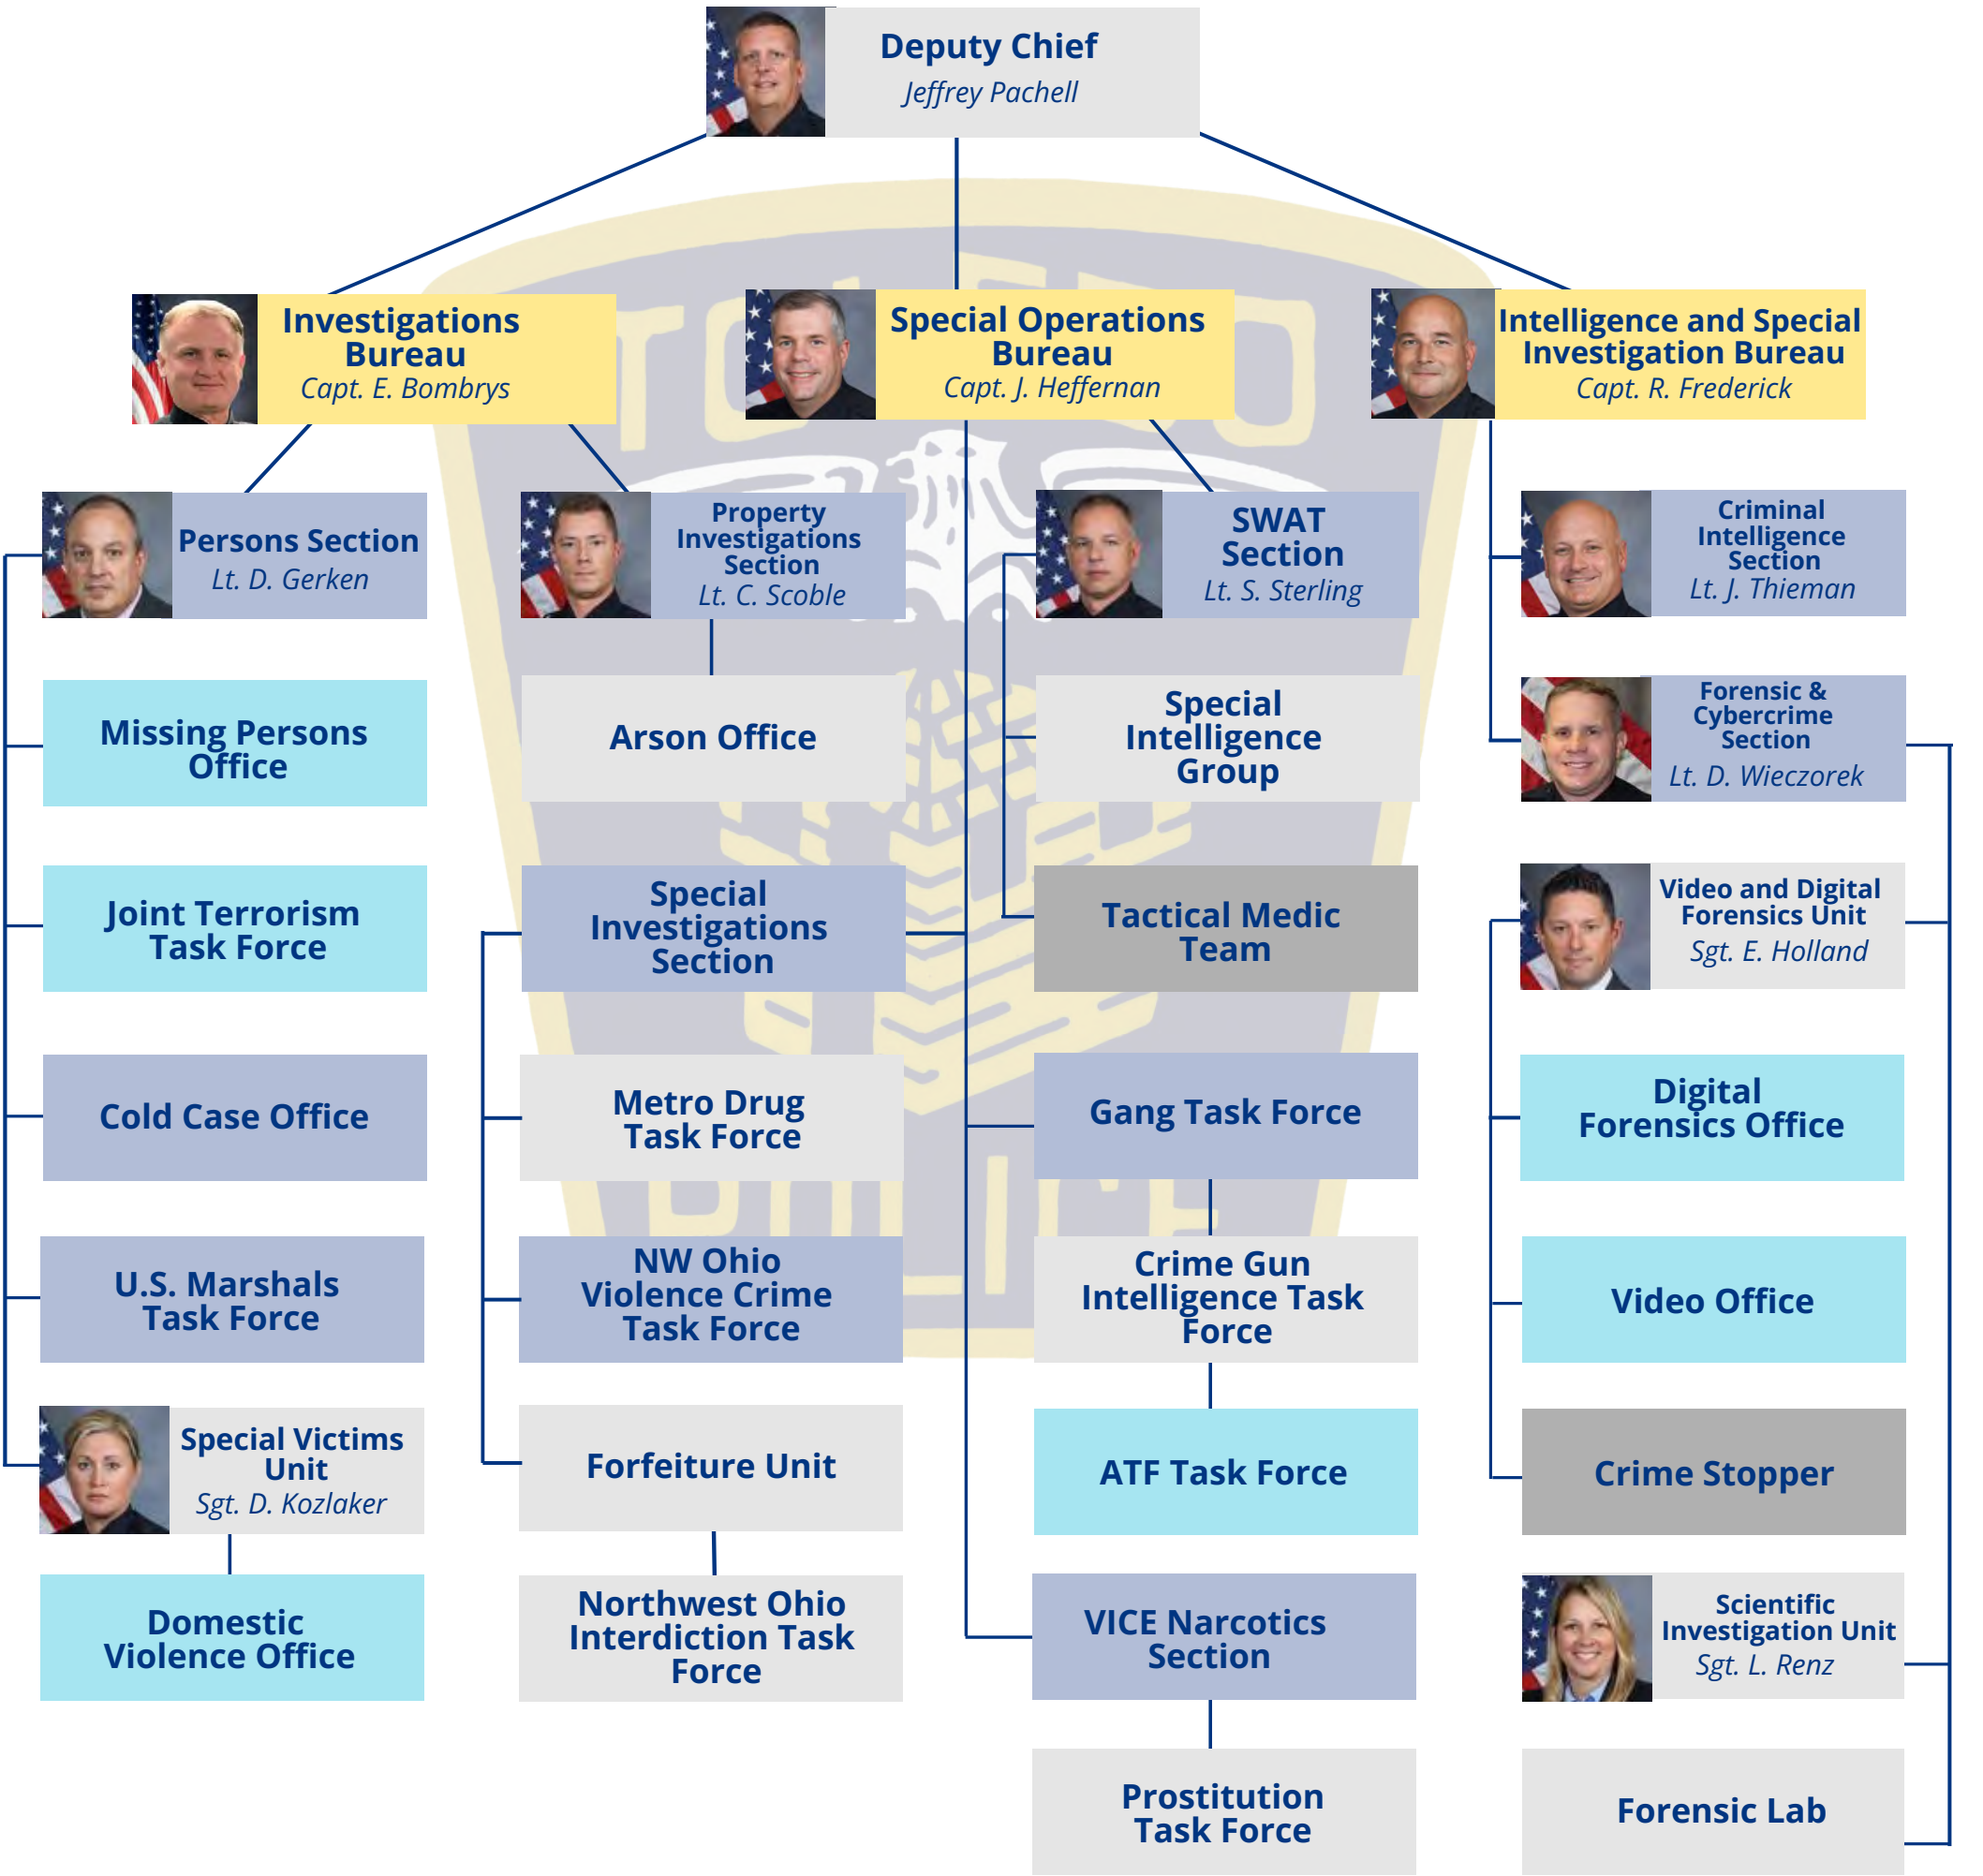 Deputy Chief
Jeffrey Pachell
Investigations
Bureau
Capt. E. Bombrys
Special Operations
Bureau
Capt. J. Heffernan
Intelligence and Special
Investigation Bureau
Capt. R. Frederick
Persons Section
Lt. D. Gerken
Property
Investigations
Section
Lt. C. Scoble
SWAT
Section
Lt. S. Sterling
Criminal
Intelligence
Section
Lt. J. Thieman
Missing Persons
Office
Arson Office
Special
Intelligence
Group
Forensic &
Cybercrime
Section
Lt. D. Wieczorek
Joint Terrorism
Task Force
Special
Investigations
Section
Tactical Medic
Team
Video and Digital
Forensics Unit
Sgt. E. Holland
Cold Case Office
Metro Drug
Task Force
Gang Task Force
Digital
Forensics Office
U.S. Marshals
Task Force
NW Ohio
Violence Crime
Task Force
Crime Gun
Intelligence Task
Force
Video Office
Special Victims
Unit
Sgt. D. Kozlaker
Forfeiture Unit
ATF Task Force
Crime Stopper
Domestic
Violence Office
Northwest Ohio
Interdiction Task
Force
VICE Narcotics
Section
Scientific
Investigation Unit
Sgt. L. Renz
Prostitution
Task Force
Forensic Lab
TOLEDO
POLICE